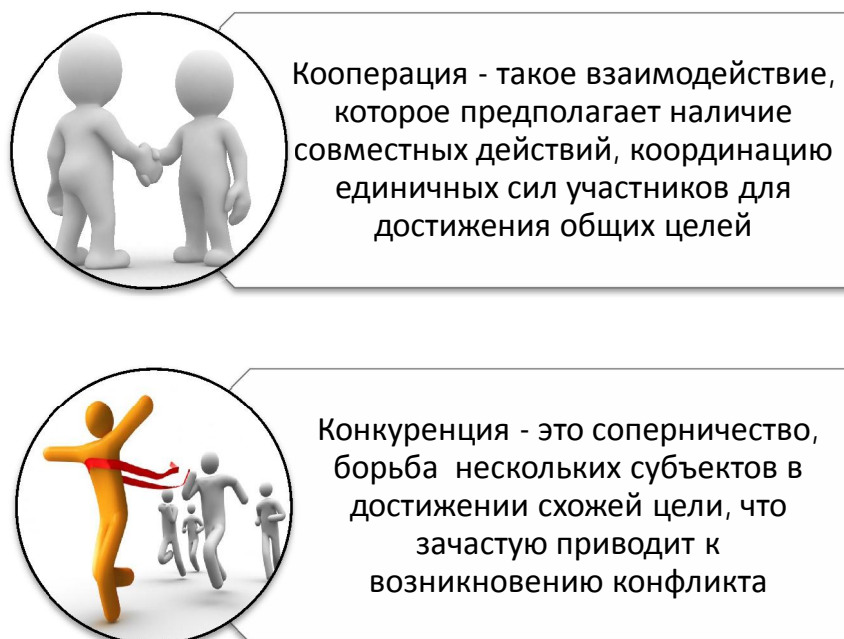 Кооперация - такое взаимодействие,
которое предполагает наличие
совместных действий, координацию
единичных сил участников для
достижения общих целей
Конкуренция - это соперничество,
борьба нескольких субъектов в
достижении схожей цели, что
зачастую приводит к
возникновению конфликта